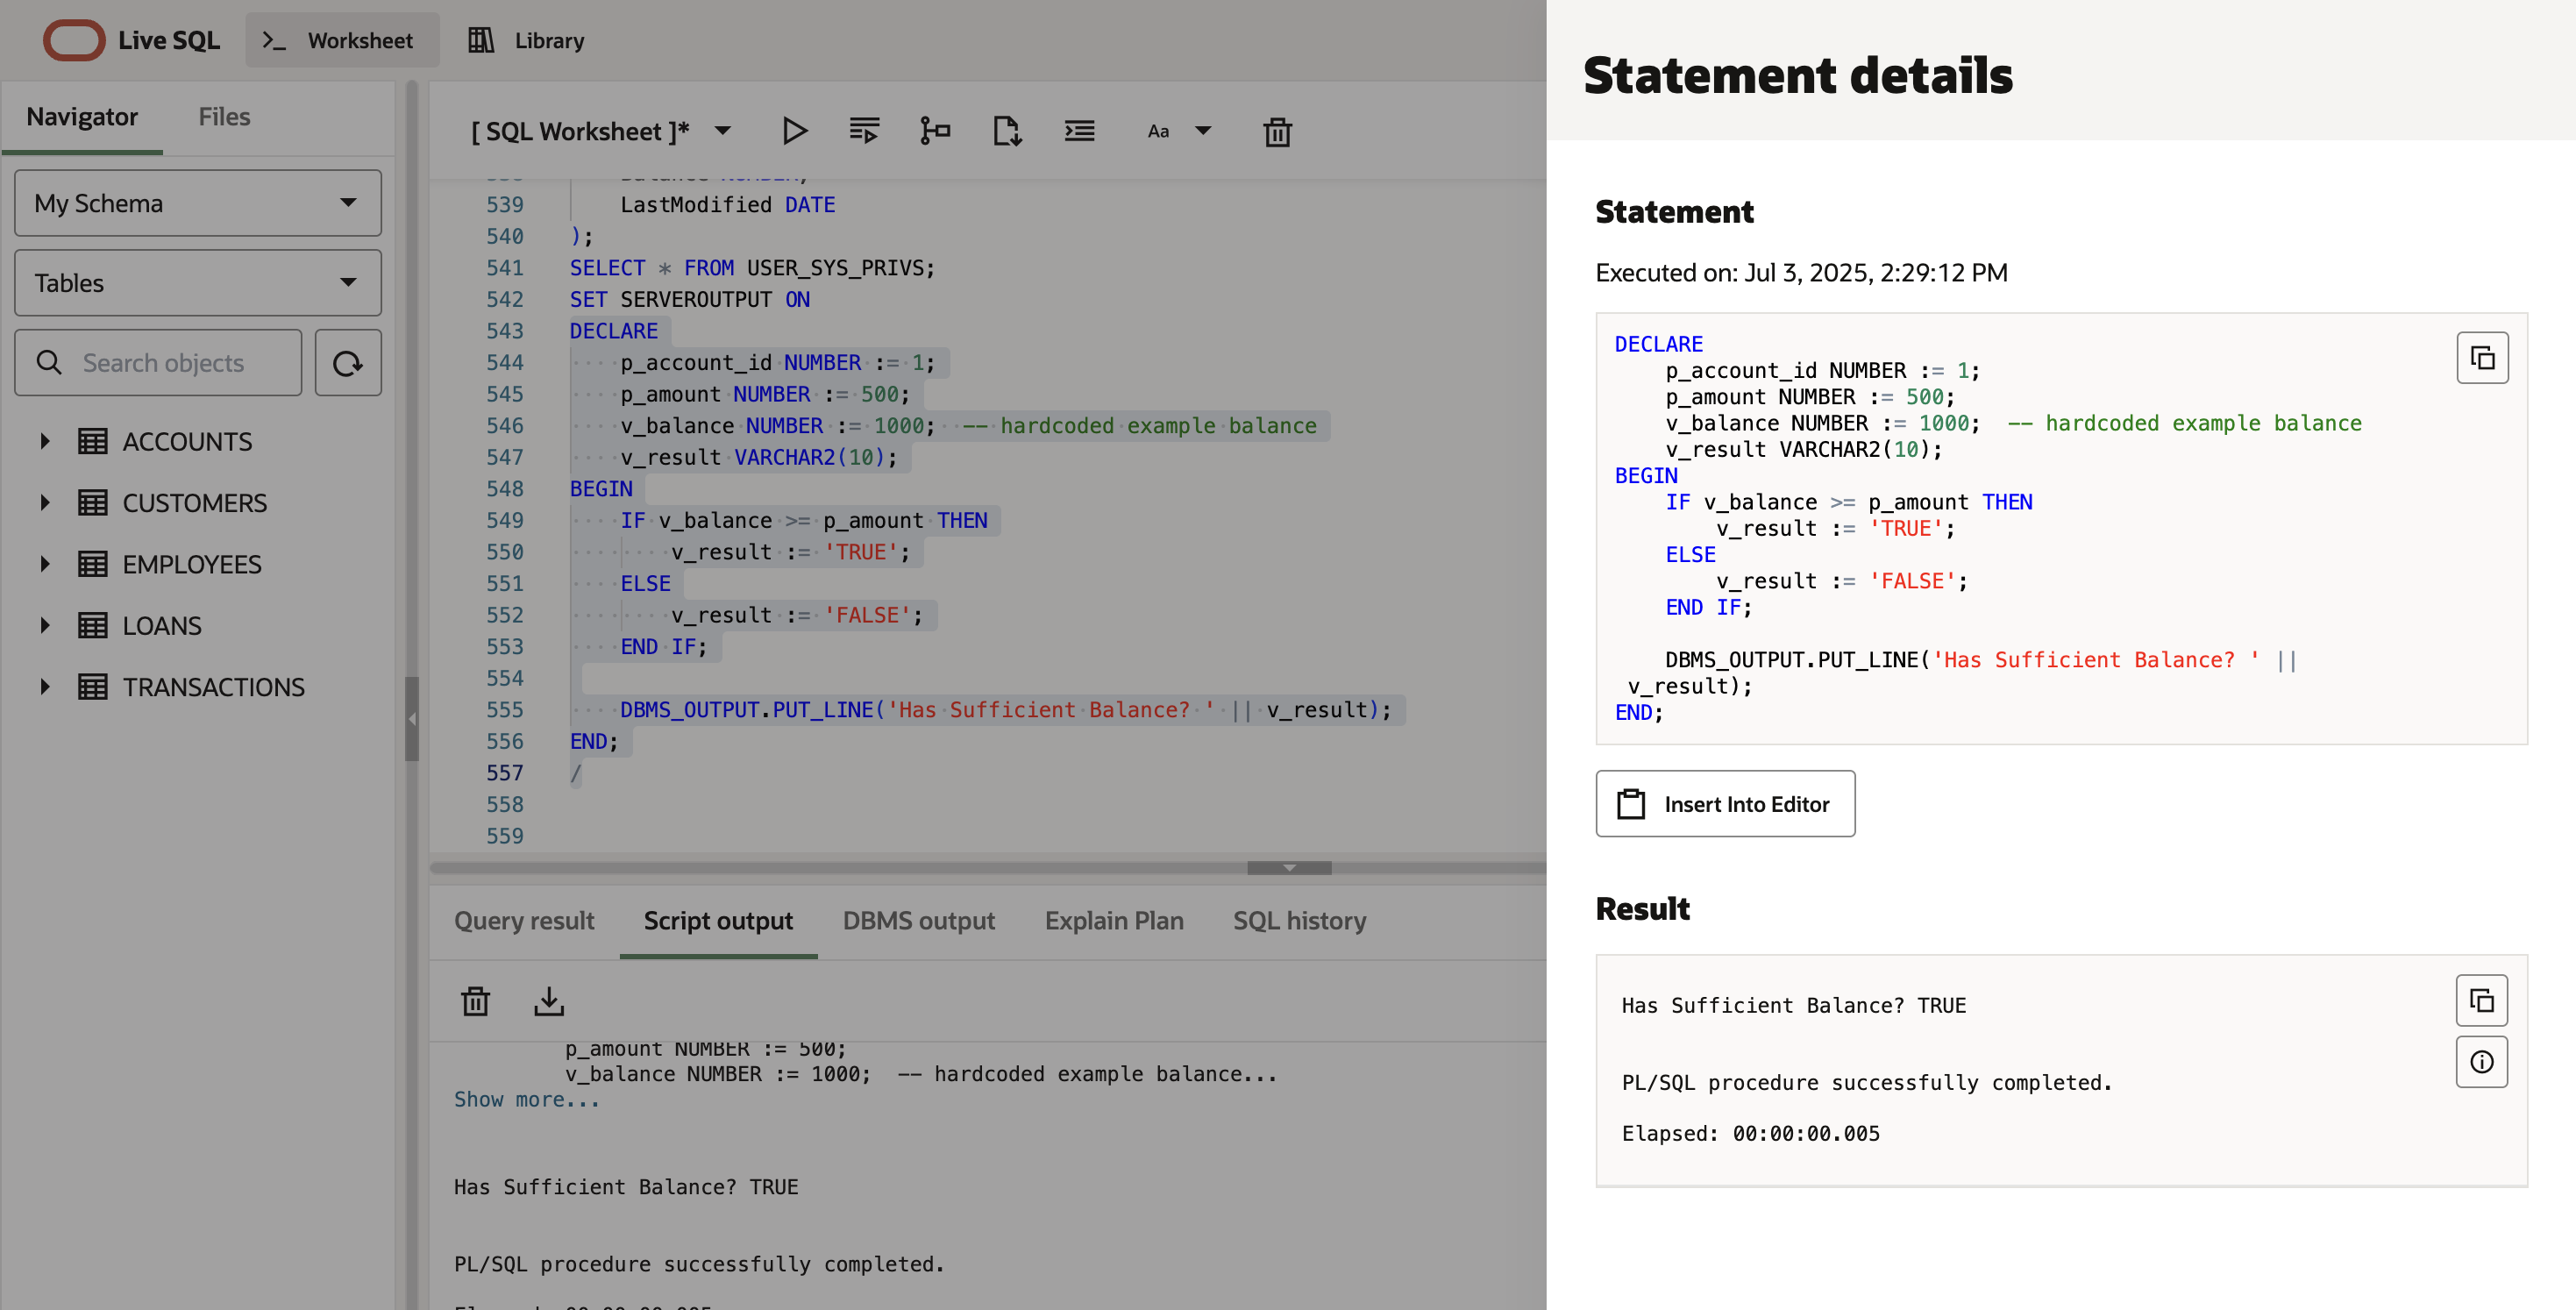 Live SQL
Worksheet
Library
Navigator
Files
My Schema
Tables
Search objects
ACCOUNTS
CUSTOMERS
EMPLOYEES
LOANS
TRANSACTIONS
[ SQL Worksheet ]*
Aa
539 LastModified DATE
540 );
541 SELECT * FROM USER_SYS_PRIVS;
542 SET SERVEROUTPUT ON
543 DECLARE
544 p_account_id NUMBER := 1;
545 p_amount NUMBER := 500;
546 v_balance NUMBER := 1000;  -- hardcoded example balance
547 v_result VARCHAR2(10);
548 BEGIN
549 IF v_balance >= p_amount THEN
550 v_result := 'TRUE';
551 ELSE
552 v_result := 'FALSE';
553 END IF;
554
555 DBMS_OUTPUT.PUT_LINE('Has Sufficient Balance? ' || v_result);
556 END;
557 /
558
559
Query result
Script output
DBMS output
Explain Plan
SQL history
p_amount NUMBER := 500;
v_balance NUMBER := 1000;  -- hardcoded example balance...
Show more...
Has Sufficient Balance? TRUE
PL/SQL procedure successfully completed.
Statement details
Statement
Executed on: Jul 3, 2025, 2:29:12 PM
DECLARE
p_account_id NUMBER := 1;
p_amount NUMBER := 500;
v_balance NUMBER := 1000;  -- hardcoded example balance
v_result VARCHAR2(10);
BEGIN
IF v_balance >= p_amount THEN
v_result := 'TRUE';
ELSE
v_result := 'FALSE';
END IF;
DBMS_OUTPUT.PUT_LINE('Has Sufficient Balance? ' ||
v_result);
END;
Insert Into Editor
Result
Has Sufficient Balance? TRUE
PL/SQL procedure successfully completed.
Elapsed: 00:00:00.005